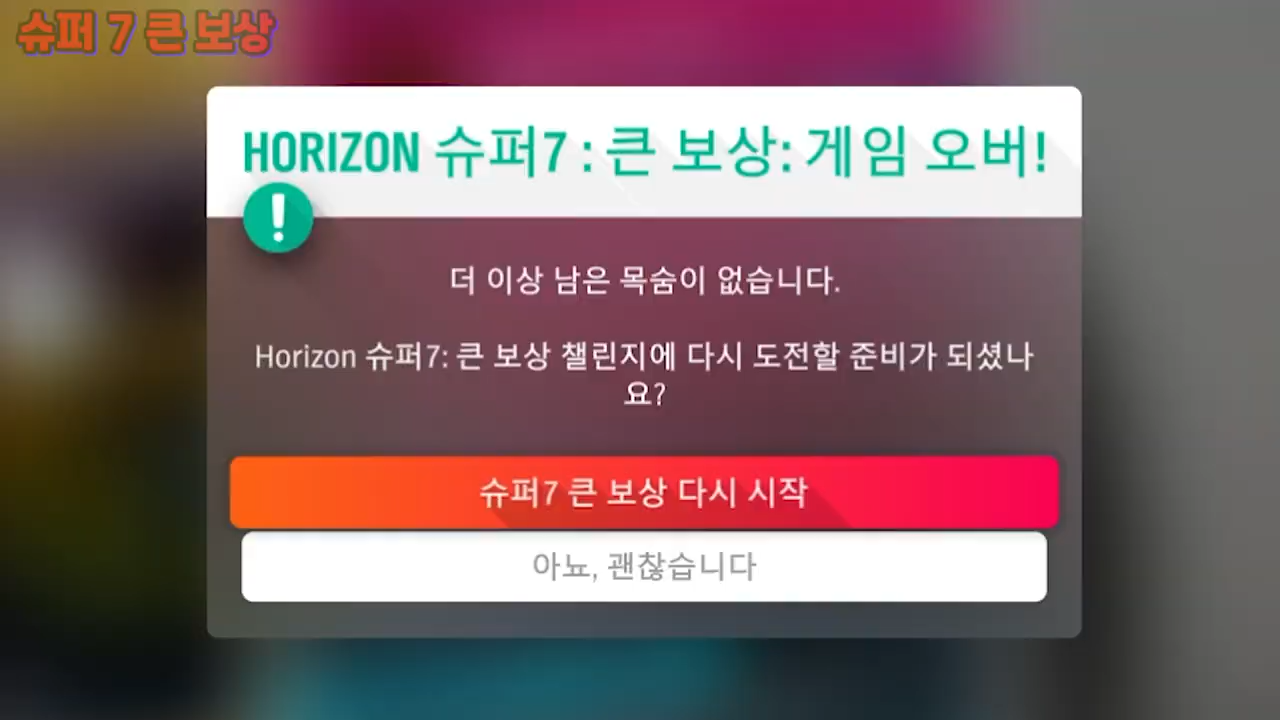 슈퍼 7 큰 보상
HORIZON 슈퍼7 : 큰 보상: 게임 오버!
더 이상 남은 목숨이 없습니다.
Horizon 슈퍼7: 큰 보상 챌린지에 다시 도전할 준비가 되셨나
요?
슈퍼7 큰 보상 다시 시작
아뇨, 괜찮습니다